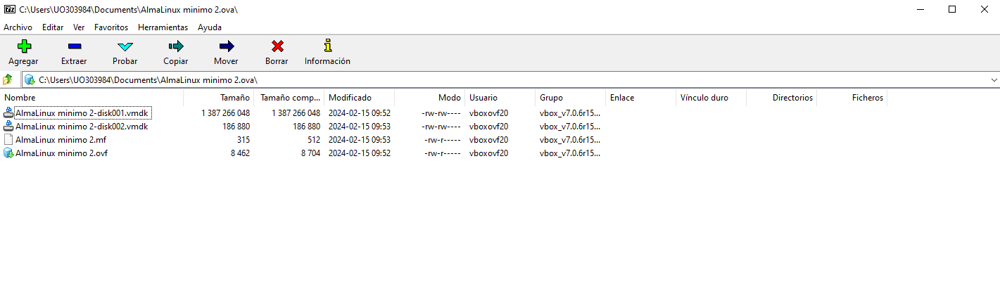 C:\Users\UO303984\Documents\AlmaLinux minimo 2.ova\
Archivo Editar Ver Favoritos Herramientas Ayuda
Agregar Extraer Probar Copiar Mover Borrar Información
C:\Users\UO303984\Documents\AlmaLinux minimo 2.ova\
Nombre Tamaño Tamaño comp... Modificado Modo Usuario Grupo Enlace Vínculo duro Directorios Ficheros
AlmaLinux minimo 2-disk001.vmdk 1 387 266 048 1 387 266 048 2024-02-15 09:52 -rw-rw---- vboxovf20 vbox_v7.0.6r15...
AlmaLinux minimo 2-disk002.vmdk 186 880 186 880 2024-02-15 09:53 -rw-rw---- vboxovf20 vbox_v7.0.6r15...
AlmaLinux minimo 2.mf 315 512 2024-02-15 09:53 -rw-r----- vboxovf20 vbox_v7.0.6r15...
AlmaLinux minimo 2.ovf 8 462 8 704 2024-02-15 09:52 -rw-r----- vboxovf20 vbox_v7.0.6r15...